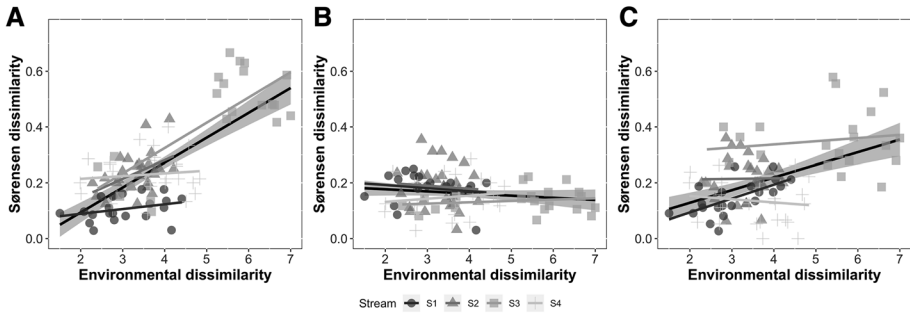 A
B
C
Sørensen dissimilarity
0.6
0.4
0.2
0.0
2 3 4 5 6 7
Environmental dissimilarity
Sørensen dissimilarity
0.6
0.4
0.2
0.0
2 3 4 5 6 7
Environmental dissimilarity
Sørensen dissimilarity
0.6
0.4
0.2
0.0
2 3 4 5 6 7
Environmental dissimilarity
Stream S1 S2 S3 S4